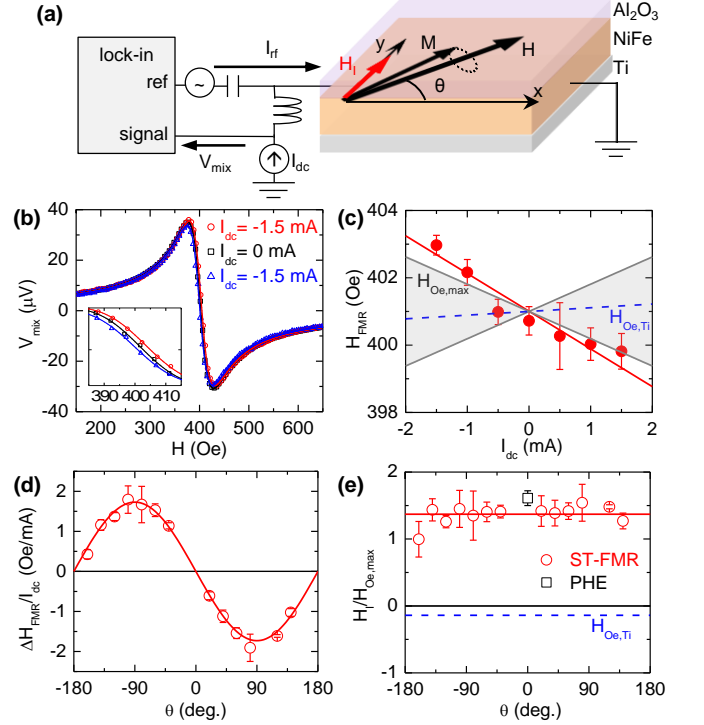 (a)
lock-in
ref
signal
~
I_rf
V_mix
I_dc
H_I
y
M
H
θ
x
Al₂O₃
NiFe
Ti
(b)
40
20
0
-20
-40
V_mix (μV)
I_dc= -1.5 mA
I_dc= 0 mA
I_dc= -1.5 mA
390 400 410
200 400 600
H (Oe)
(c)
404
402
400
398
H_FMR (Oe)
H_Oe,max
H_Oe,Ti
-2 -1 0 1 2
I_dc (mA)
(d)
2
1
0
-1
-2
ΔH_FMR/I_dc (Oe/mA)
-180 -90 0 90 180
θ (deg.)
(e)
2
1
0
-1
H_I/H_Oe,max
ST-FMR
PHE
H_Oe,Ti
-180 -90 0 90 180
θ (deg.)